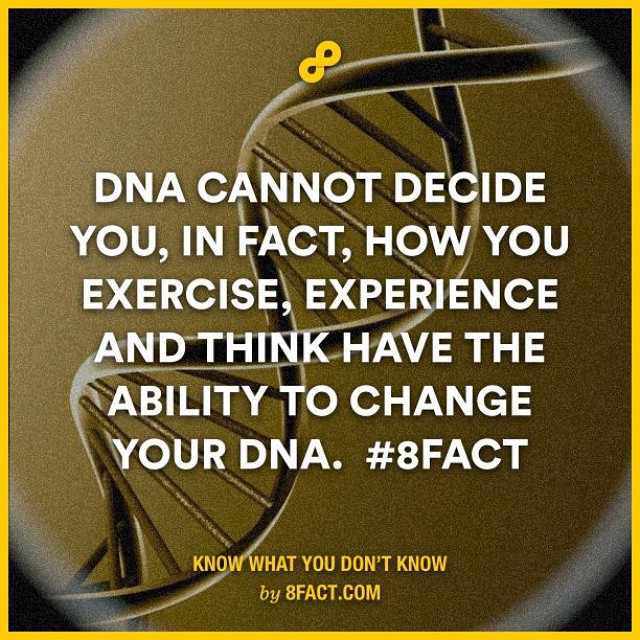 DNA CANNOT DECIDE
YOU, IN FACT, HOW YOU
EXERCISE, EXPERIENCE
AND THINK HAVE THE
ABILITY TO CHANGE
YOUR DNA. #8FACT
KNOW WHAT YOU DON'T KNOW
by 8FACT.COM